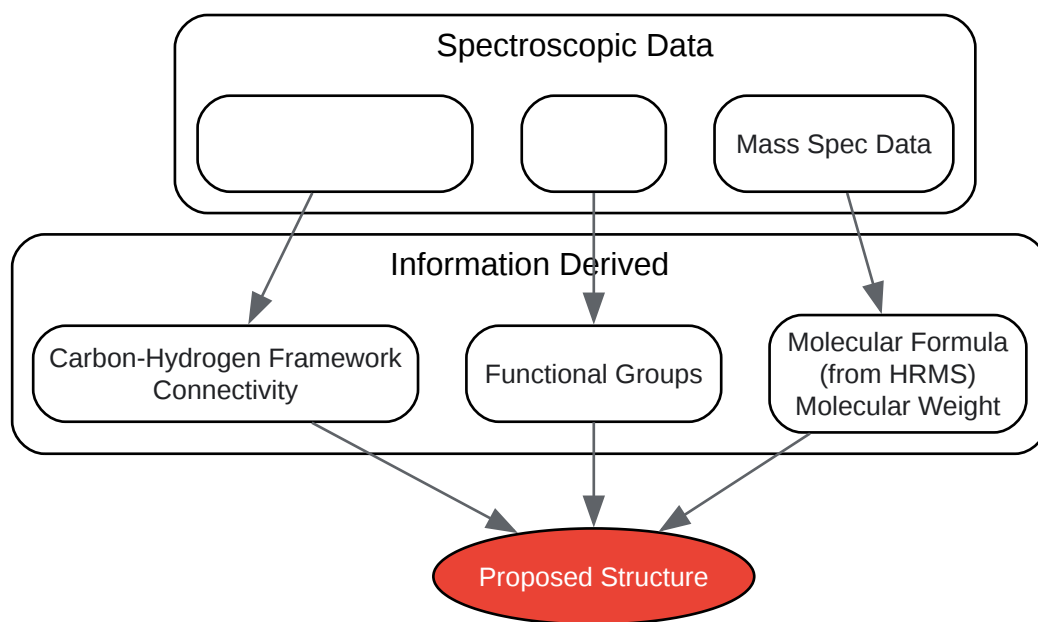 Spectroscopic Data
Mass Spec Data
Information Derived
Carbon-Hydrogen Framework
Connectivity
Functional Groups
Molecular Formula
(from HRMS)
Molecular Weight
Proposed Structure